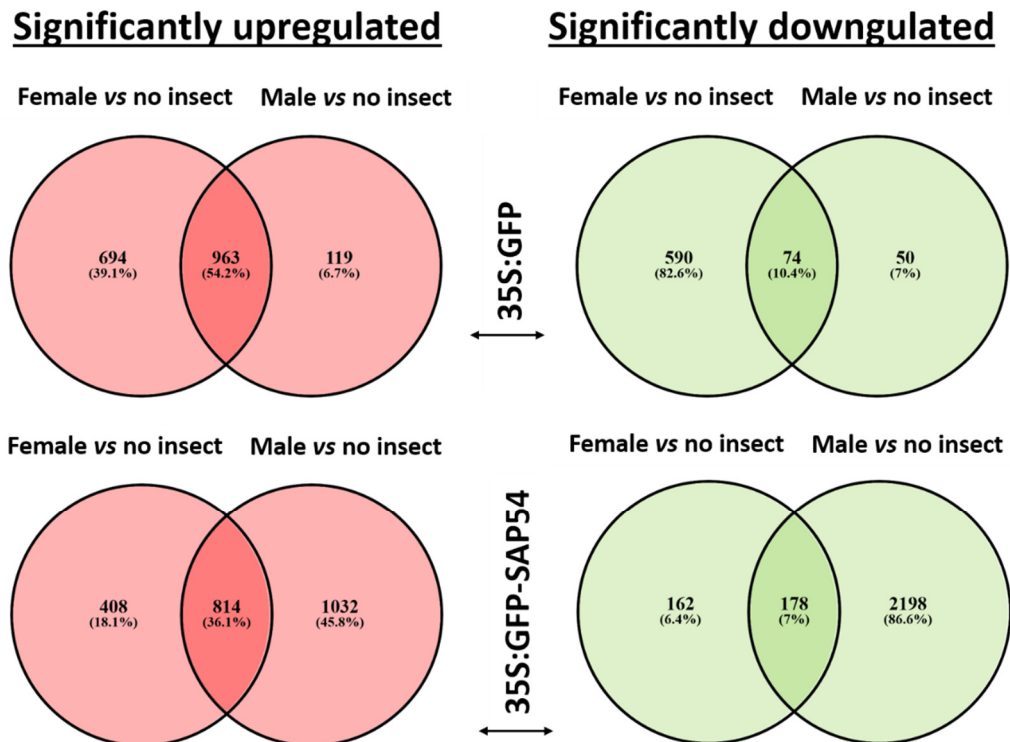 Significantly upregulated
Significantly downgulated
Female vs no insect
Male vs no insect
Female vs no insect
Male vs no insect
694
(39.1%)
963
(54.2%)
119
(6.7%)
35S:GFP
590
(82.6%)
74
(10.4%)
50
(7%)
Female vs no insect
Male vs no insect
Female vs no insect
Male vs no insect
408
(18.1%)
814
(36.1%)
1032
(45.8%)
35S:GFP-SAP54
162
(6.4%)
178
(7%)
2198
(86.6%)